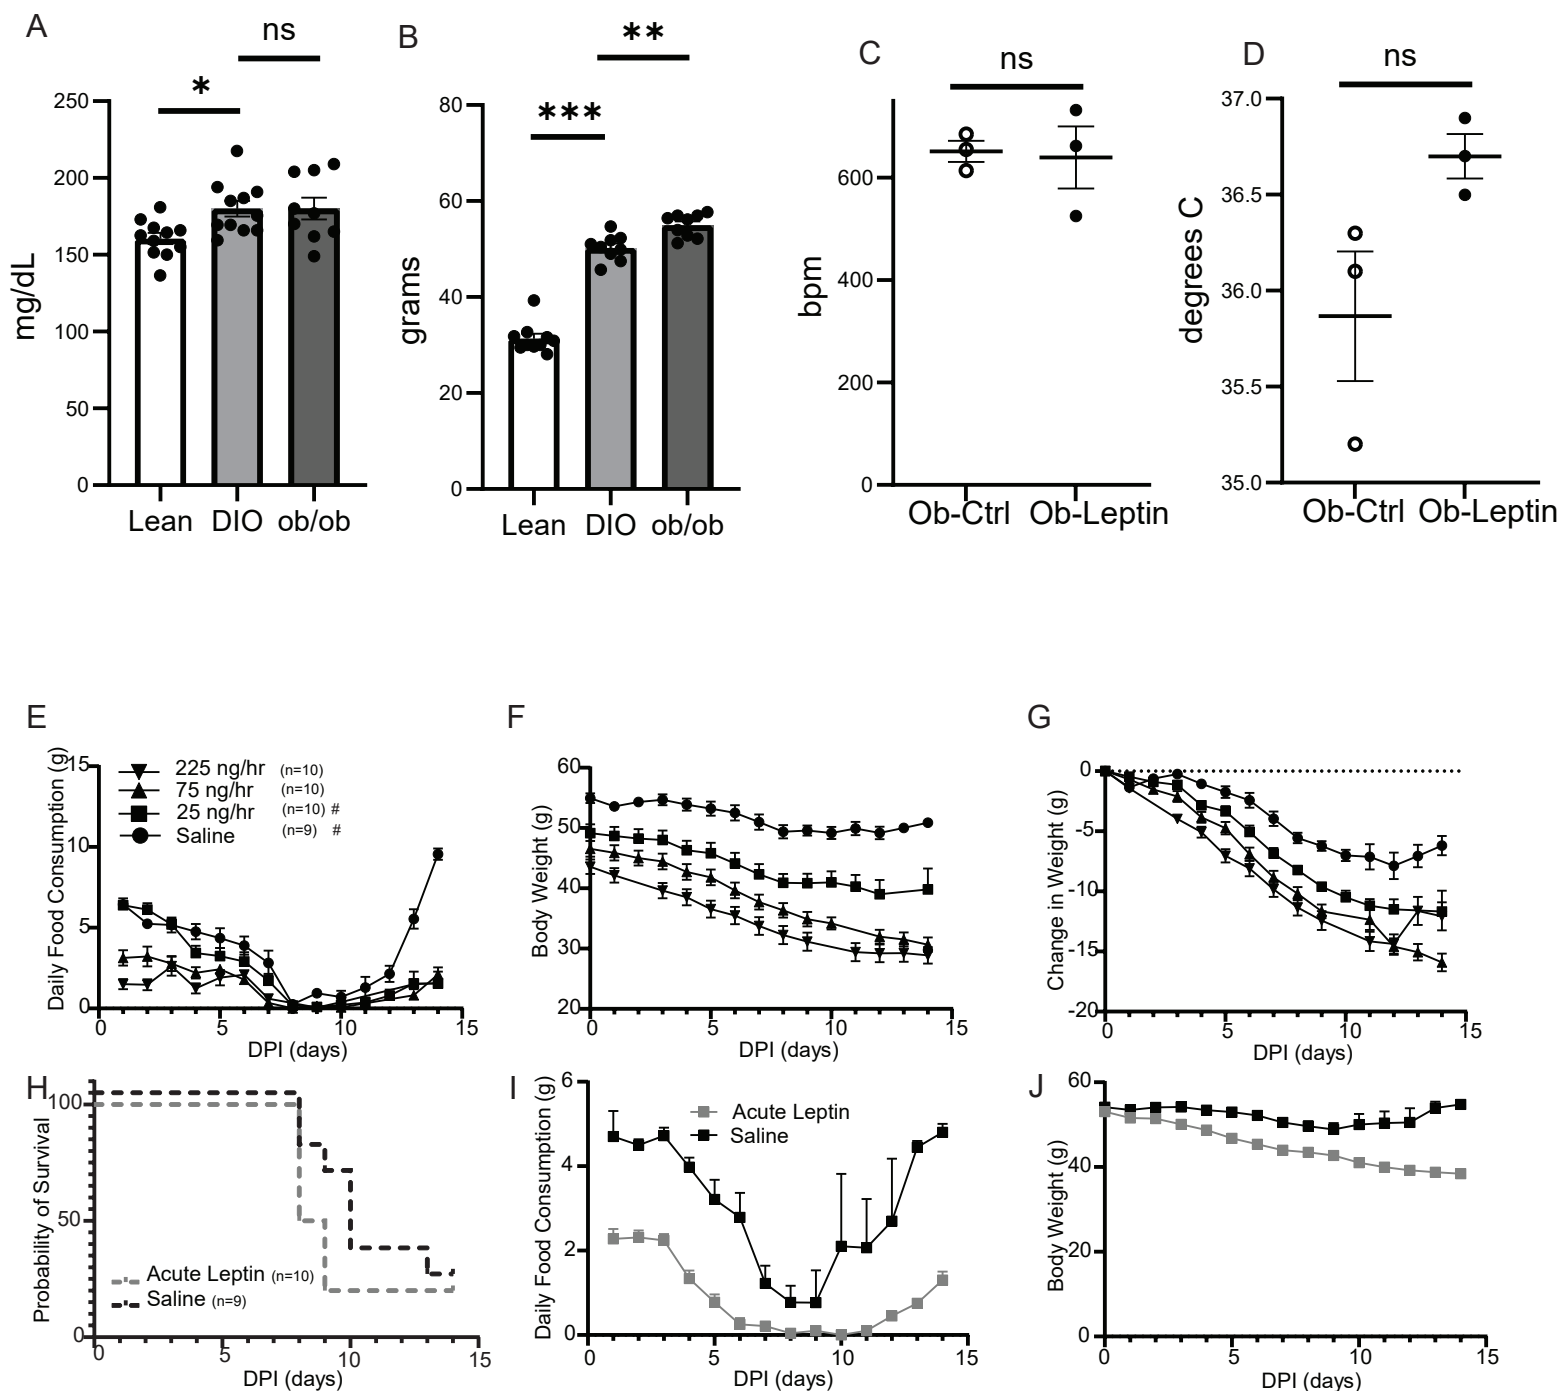 A
ns
*
250
200
150
100
50
0
mg/dL
Lean DIO ob/ob
B
**
***
80
60
40
20
0
grams
Lean DIO ob/ob
C
ns
600
400
200
0
bpm
Ob-Ctrl Ob-Leptin
D
ns
37.0
36.5
36.0
35.5
35.0
degrees C
Ob-Ctrl Ob-Leptin
E
Daily Food Consumption (g)
15
10
5
0
225 ng/hr (n=10)
75 ng/hr (n=10)
25 ng/hr (n=10) #
Saline (n=9) #
0 5 10 15
DPI (days)
F
Body Weight (g)
60
50
40
30
20
0 5 10 15
DPI (days)
G
Change in Weight (g)
0
-5
-10
-15
-20
0 5 10 15
DPI (days)
H
Probability of Survival
100
50
0
Acute Leptin (n=10)
Saline (n=9)
0 5 10 15
DPI (days)
I
Daily Food Consumption (g)
6
4
2
0
Acute Leptin
Saline
0 5 10 15
DPI (days)
J
Body Weight (g)
60
40
20
0
0 5 10 15
DPI (days)